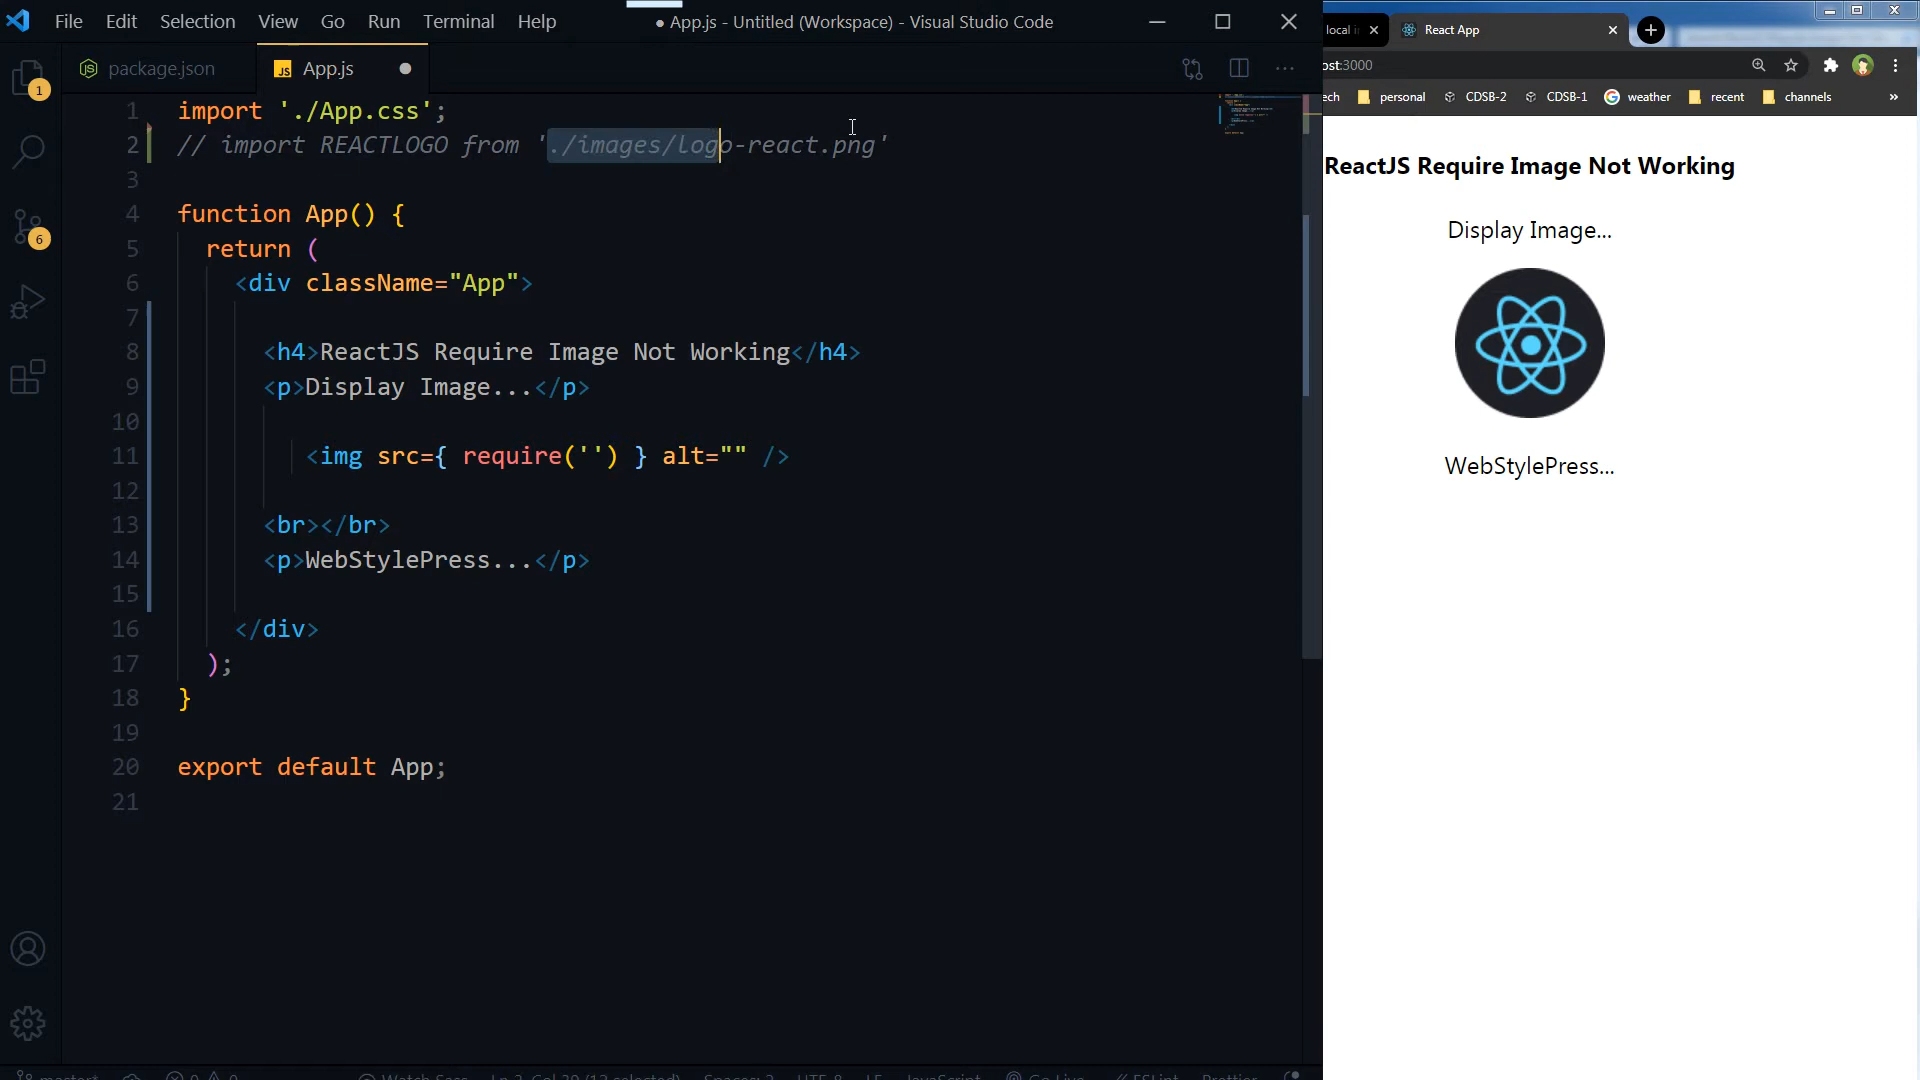 File Edit Selection View Go Run Terminal Help
● App.js - Untitled (Workspace) - Visual Studio Code
package.json
JS App.js
1 import './App.css';
2 // import REACTLOGO from './images/logo-react.png'
3
4 function App() {
5 return (
6 <div className="App">
7
8 <h4>ReactJS Require Image Not Working</h4>
9 <p>Display Image...</p>
10
11 <img src={ require('') } alt="" />
12
13 <br></br>
14 <p>WebStylePress...</p>
15
16 </div>
17 );
18 }
19
20 export default App;
21
1
6
local
React App
ost:3000
ech personal CDSB-2 CDSB-1 weather recent channels »
ReactJS Require Image Not Working
Display Image...
WebStylePress...